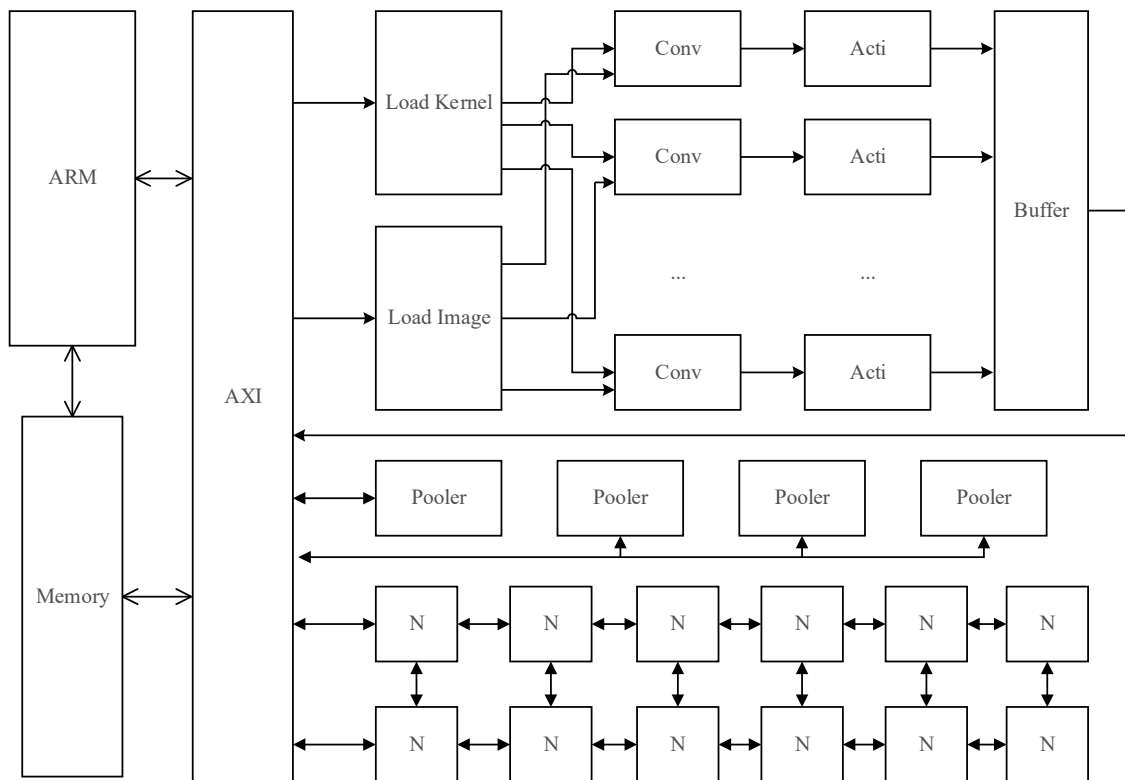 Conv
Acti
Load Kernel
Conv
Acti
ARM
Buffer
...
...
Load Image
Conv
Acti
AXI
Pooler
Pooler
Pooler
Pooler
Memory
N
N
N
N
N
N
N
N
N
N
N
N